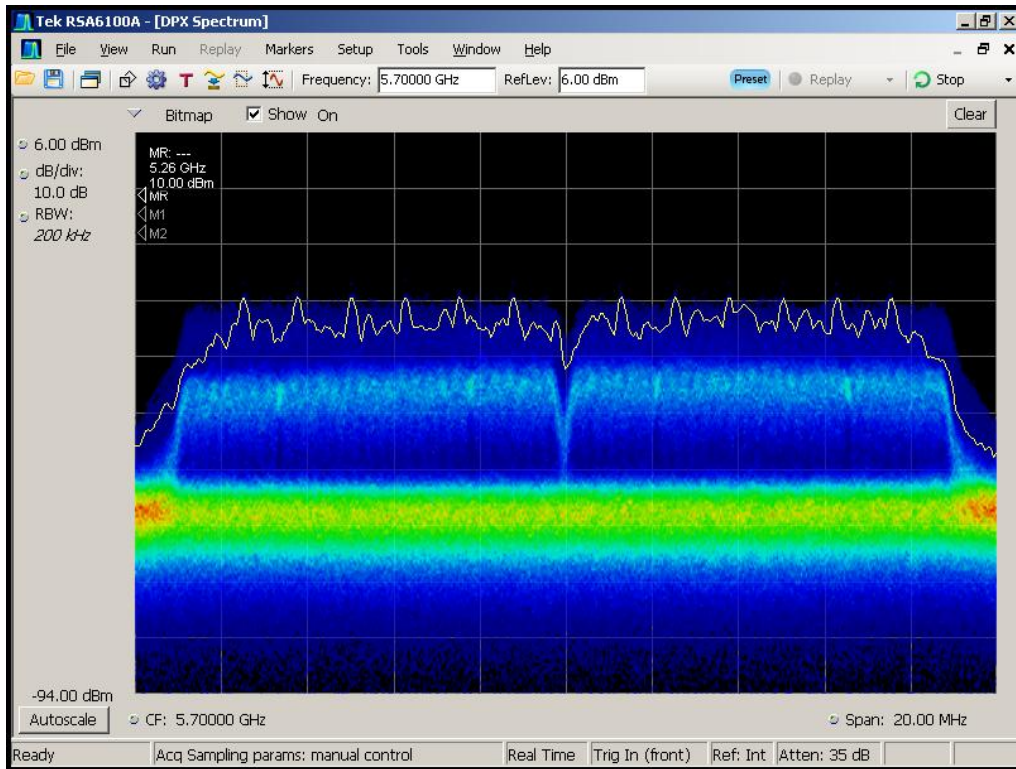 Tek RSA6100A - [DPX Spectrum]
File View Run Replay Markers Setup Tools Window Help
Frequency: 5.70000 GHz RefLev: 6.00 dBm Preset Replay Stop
Bitmap Show On Clear
6.00 dBm
dB/div:
10.0 dB
RBW:
200 kHz
MR: ---
5.26 GHz
10.00 dBm
MR
M1
M2
-94.00 dBm
Autoscale CF: 5.70000 GHz Span: 20.00 MHz
Ready Acq Sampling params: manual control Real Time Trig In (front) Ref: Int Atten: 35 dB